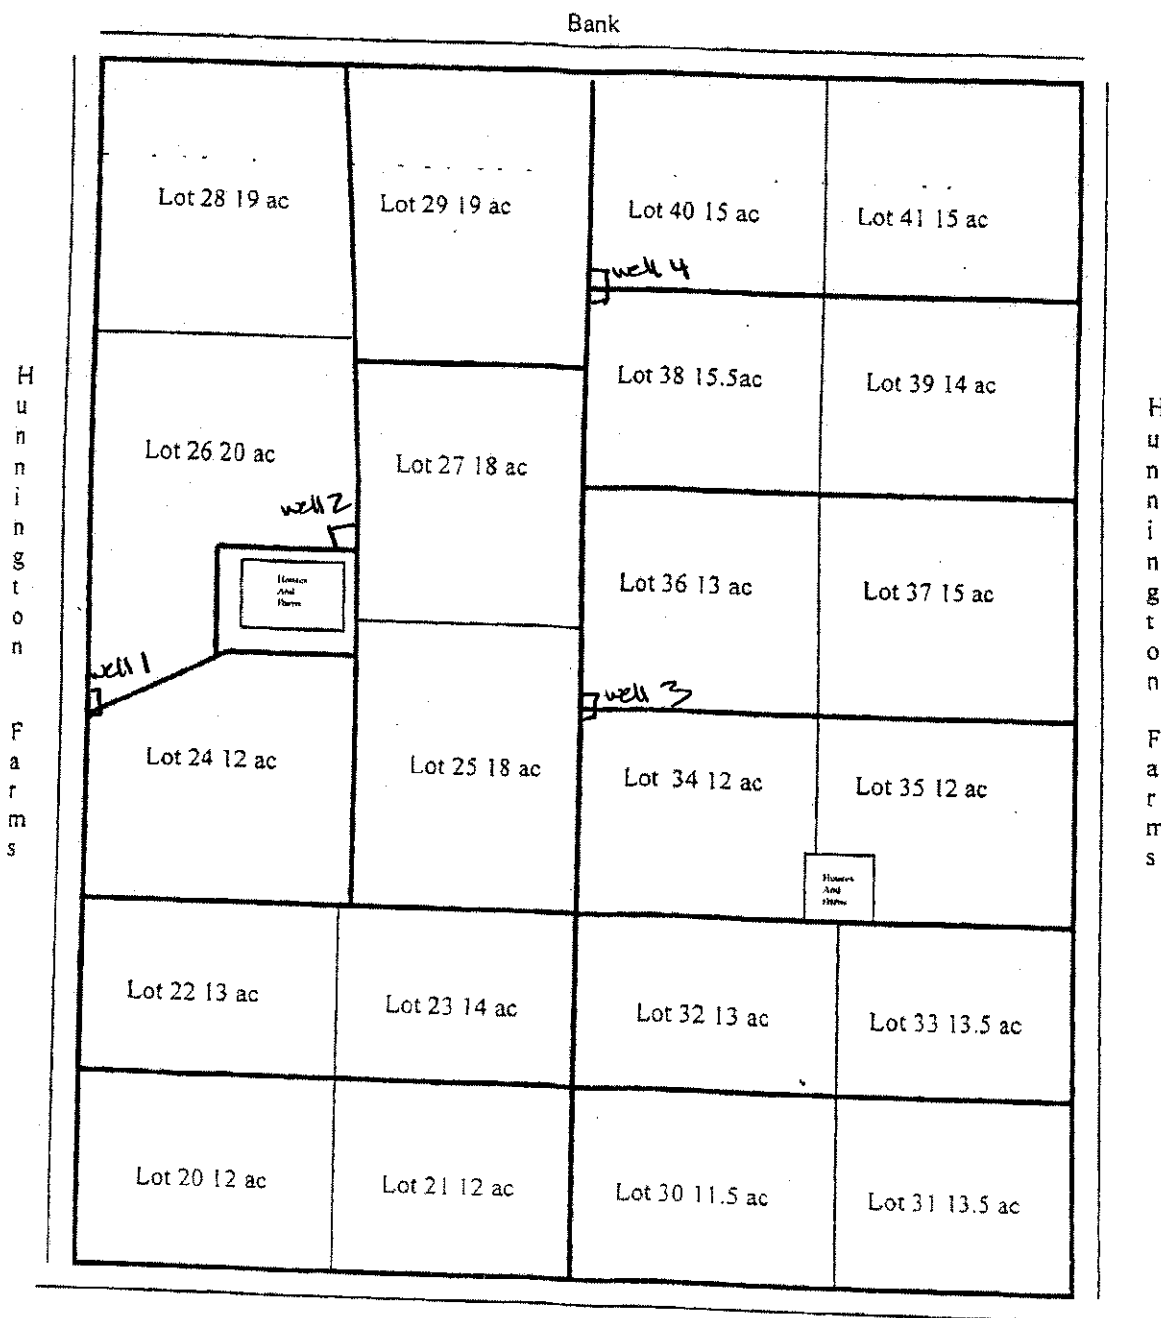 Bank
Lot 28 19 ac
Lot 29 19 ac
Lot 40 15 ac
Lot 41 15 ac
well 4
Lot 38 15.5ac
Lot 39 14 ac
Hunnington Farms
Hunnington Farms
Lot 26 20 ac
Lot 27 18 ac
well 2
Houses
And
Lot 36 13 ac
Lot 37 15 ac
well 1
well 3
Lot 24 12 ac
Lot 25 18 ac
Lot 34 12 ac
Lot 35 12 ac
Houses
And
Lot 22 13 ac
Lot 23 14 ac
Lot 32 13 ac
Lot 33 13.5 ac
Lot 20 12 ac
Lot 21 12 ac
Lot 30 11.5 ac
Lot 31 13.5 ac